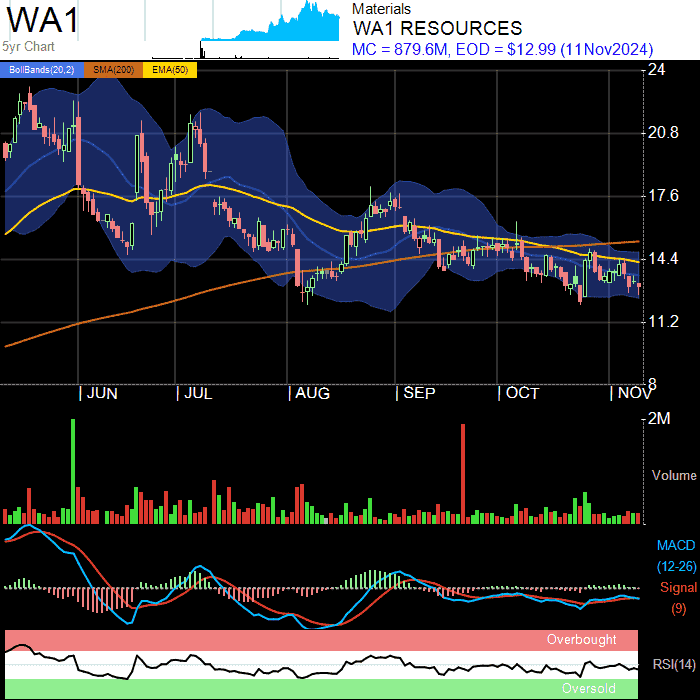 WA1
5yr Chart
Materials
WA1 RESOURCES
MC = 879.6M, EOD = $12.99 (11Nov2024)
BollBands(20,2) SMA(200) EMA(50)
24
20.8
17.6
14.4
11.2
8
JUN JUL AUG SEP OCT NOV
2M
Volume
MACD
(12-26)
Signal
(9)
Overbought
RSI(14)
Oversold